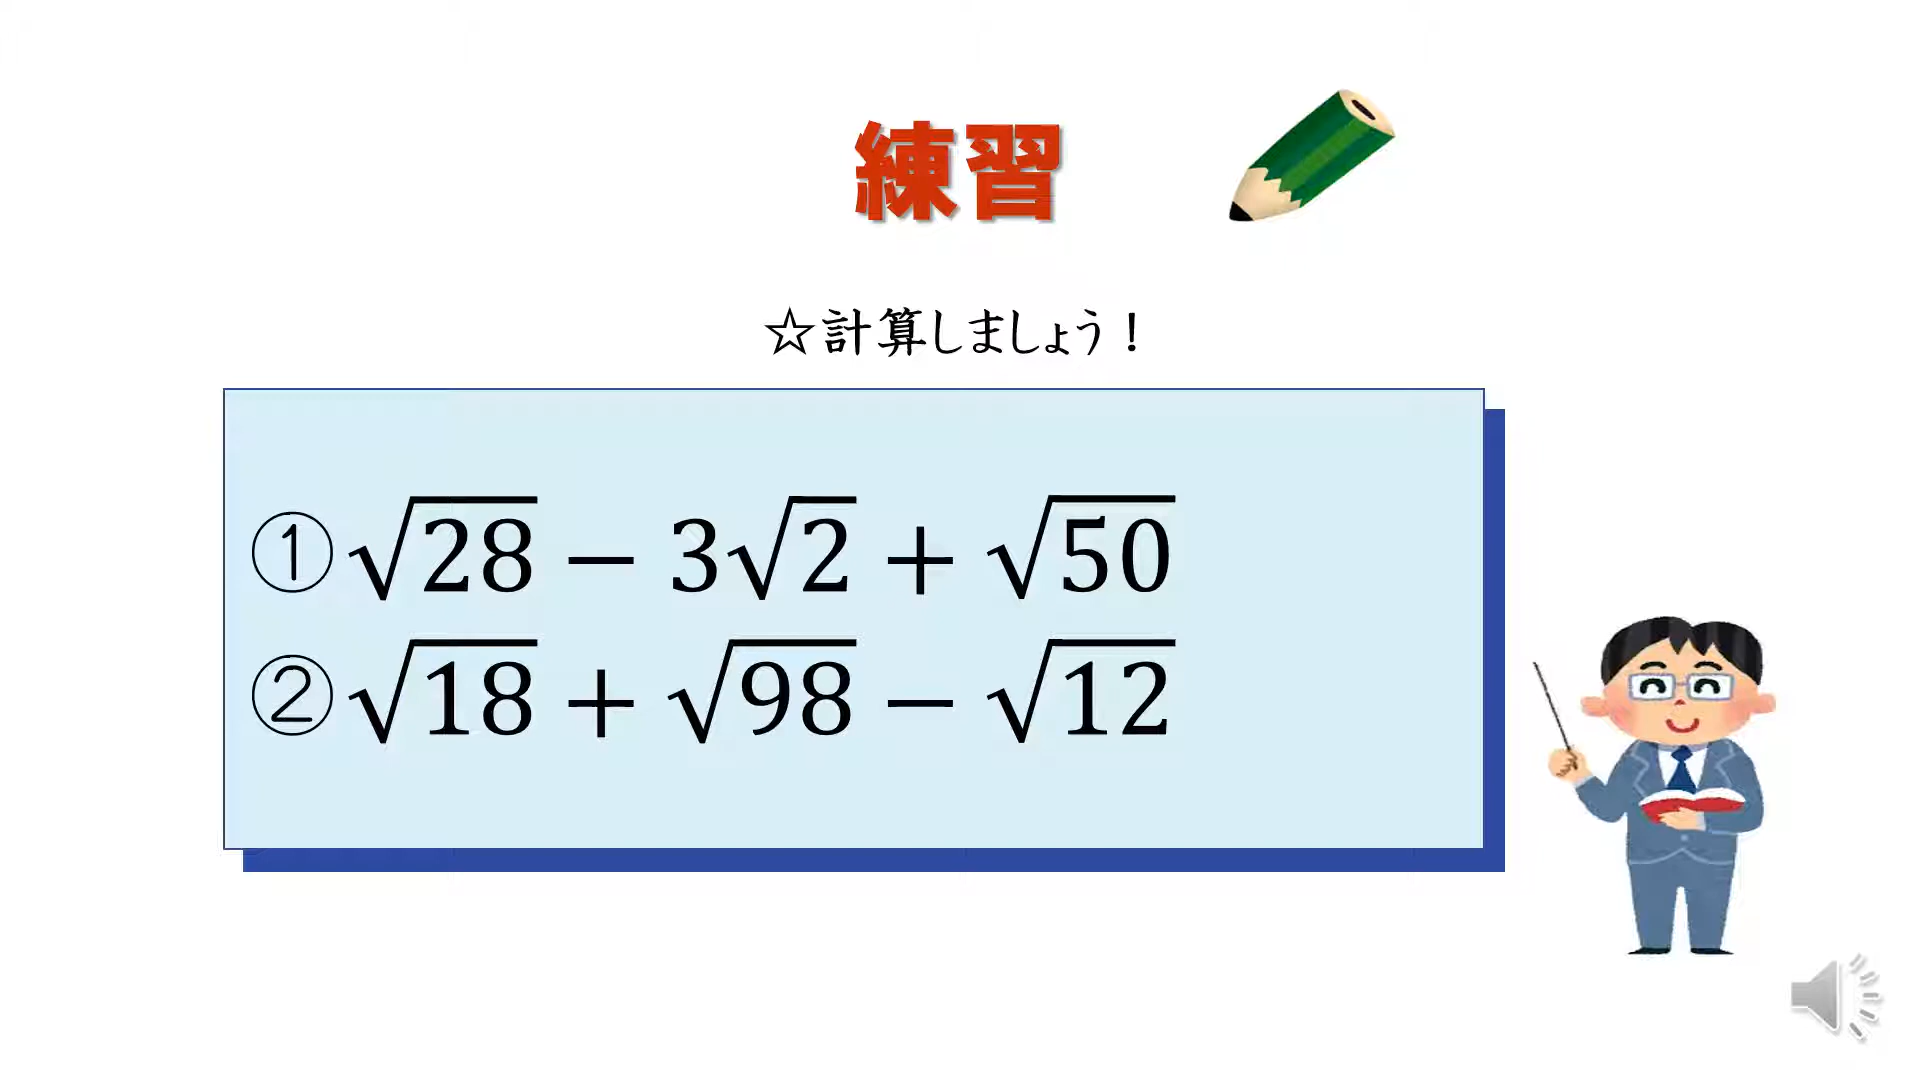 練習
☆計算しましょう！
①√28 − 3√2 + √50
②√18 + √98 − √12